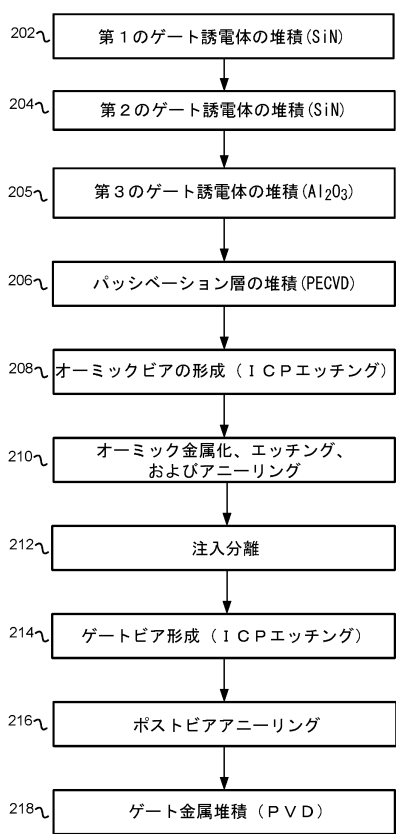 202 第１のゲート誘電体の堆積(SiN)
204 第２のゲート誘電体の堆積(SiN)
205 第３のゲート誘電体の堆積(Al₂O₃)
206 パッシベーション層の堆積(PECVD)
208 オーミックビアの形成（ＩＣＰエッチング）
210 オーミック金属化、エッチング、
およびアニーリング
212 注入分離
214 ゲートビア形成（ＩＣＰエッチング）
216 ポストビアアニーリング
218 ゲート金属堆積（ＰＶＤ）